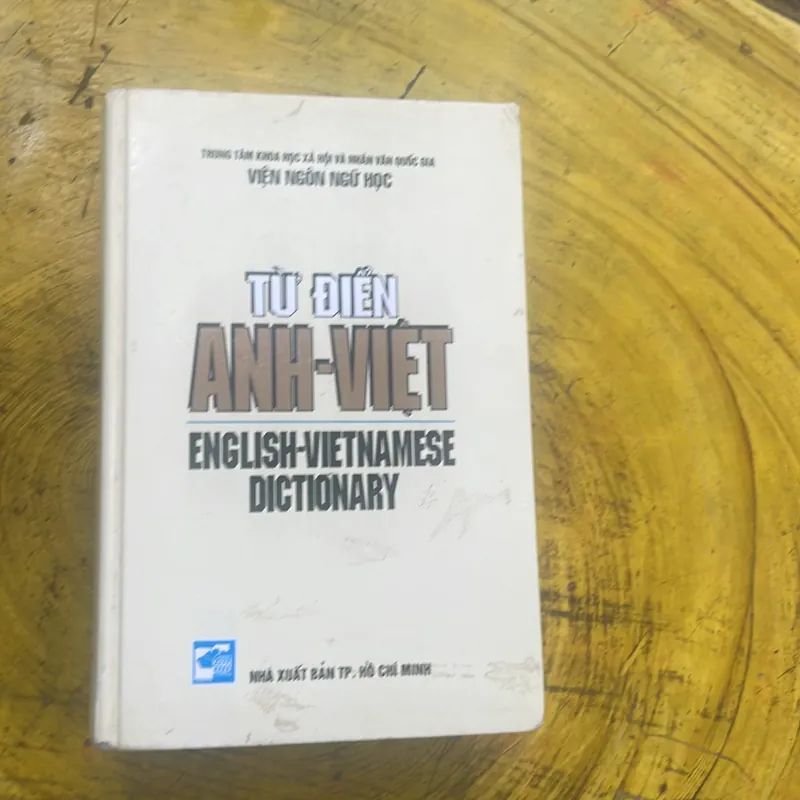 TRUNG TÂM KHOA HỌC XÃ HỘI VÀ NHÂN VĂN QUỐC GIA
VIỆN NGÔN NGỮ HỌC
TỪ ĐIỂN
ANH-VIỆT
ENGLISH-VIETNAMESE
DICTIONARY
NHÀ XUẤT BẢN TP. HỒ CHÍ MINH